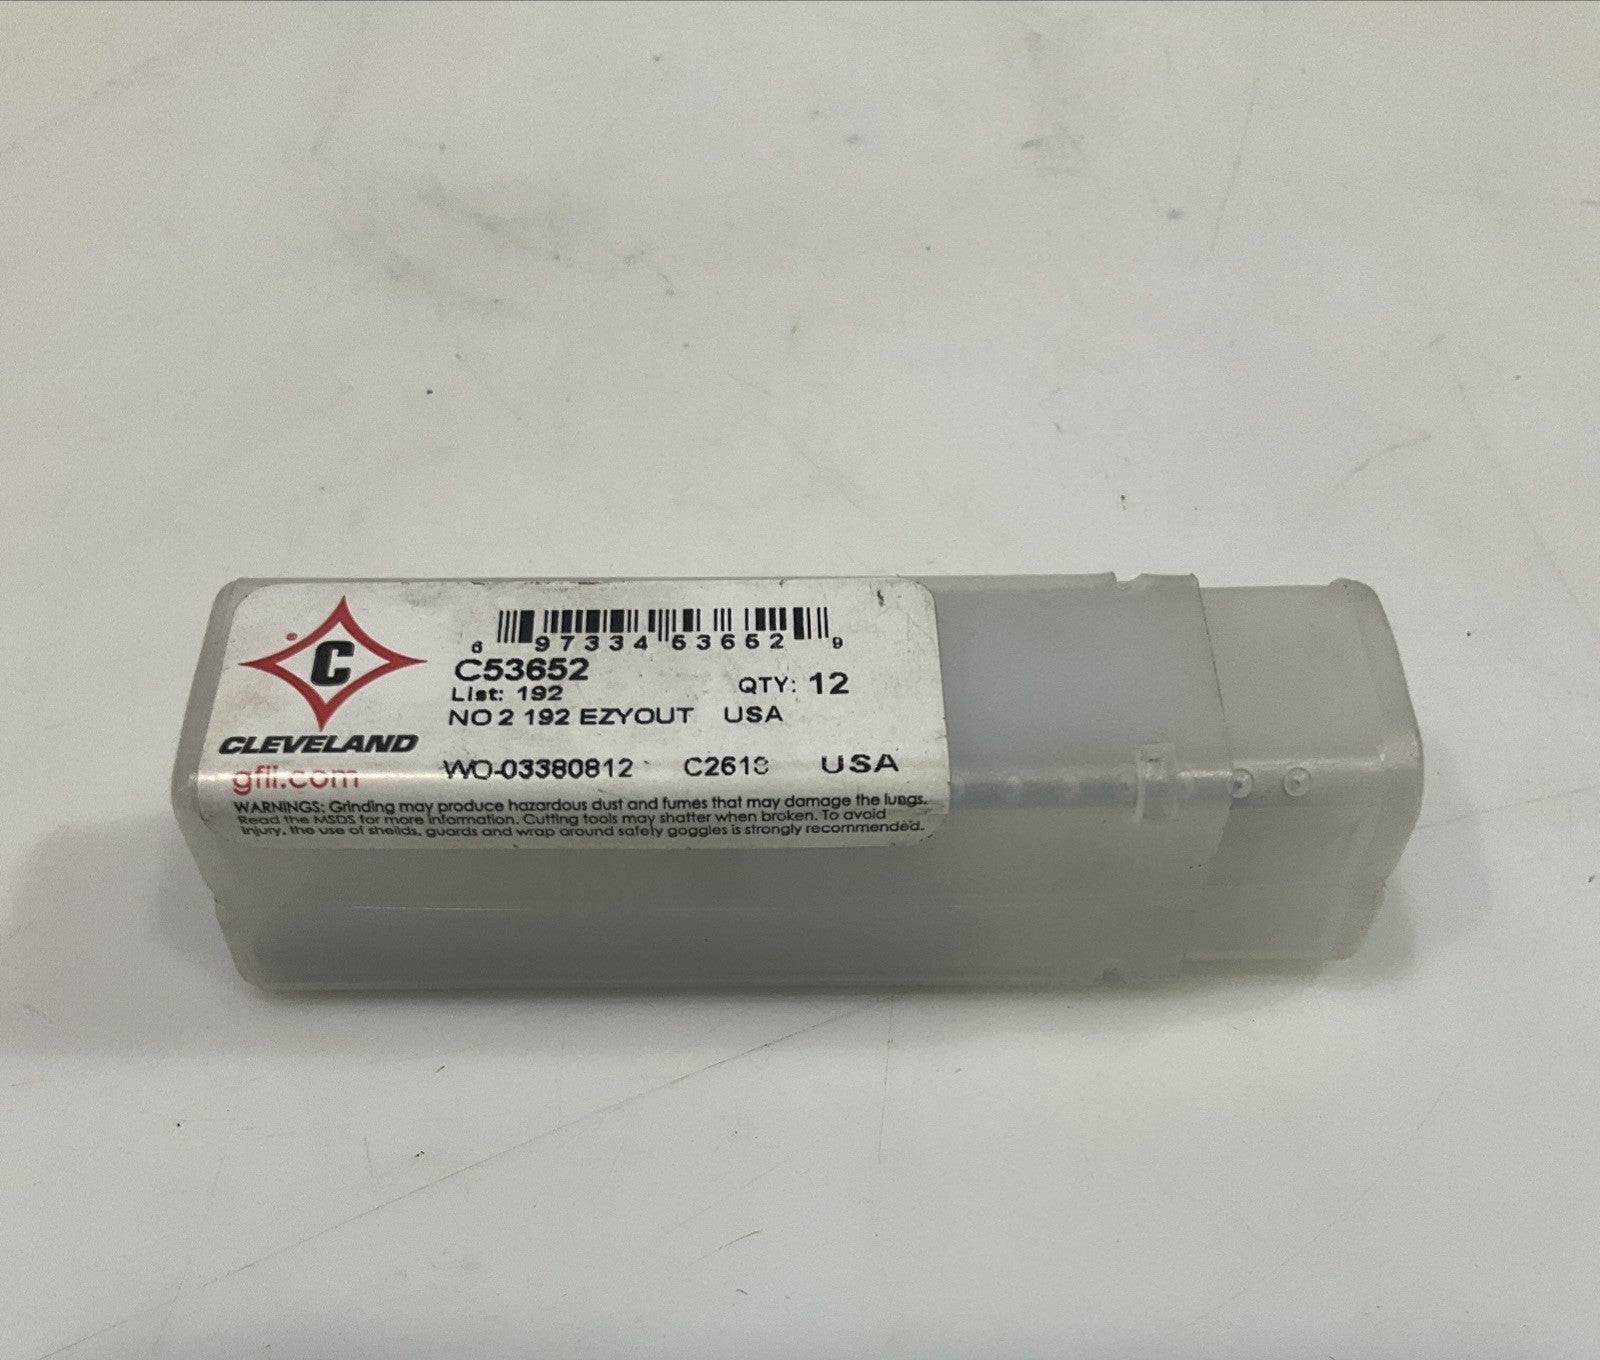 6 97334 53652 9
C53652
List: 192
QTY: 12
NO 2 192 EZYOUT USA
C
CLEVELAND
gfii.com
WO-03380812 USA
WARNINGS: Grinding may produce hazardous dust and fumes that may damage the lungs.
Read the MSDS for more information. Cutting tools may shatter when broken. To avoid
injury, the use of sheilds, guards and wrap around safety goggles is strongly recommended.